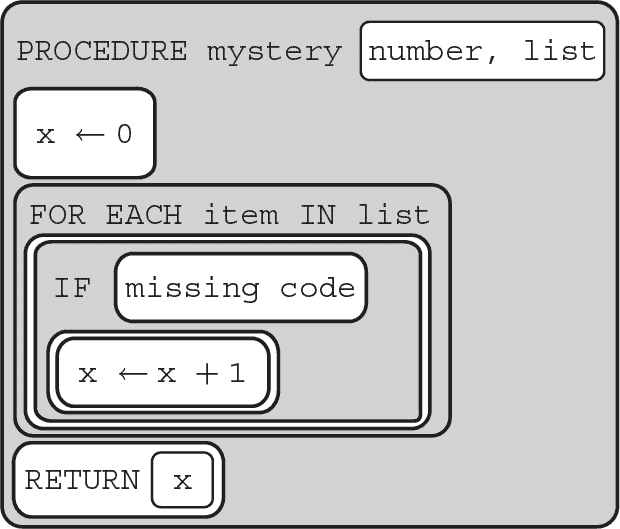 PROCEDURE mystery number, list
x ← 0
FOR EACH item IN list
IF missing code
x ← x + 1
RETURN x